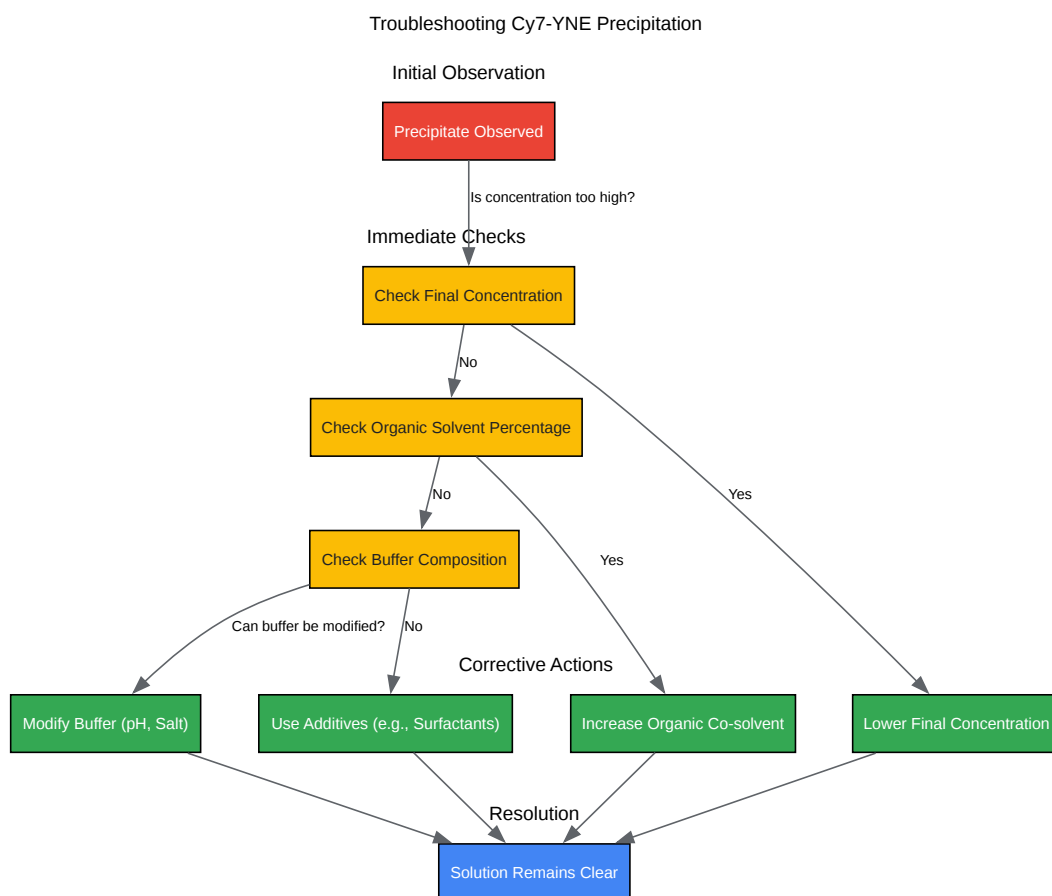 Troubleshooting Cy7-YNE Precipitation
Initial Observation
Precipitate Observed
Is concentration too high?
Immediate Checks
Check Final Concentration
No
Check Organic Solvent Percentage
No
Yes
Check Buffer Composition
Yes
Can buffer be modified?
No
Corrective Actions
Modify Buffer (pH, Salt)
Use Additives (e.g., Surfactants)
Increase Organic Co-solvent
Lower Final Concentration
Resolution
Solution Remains Clear